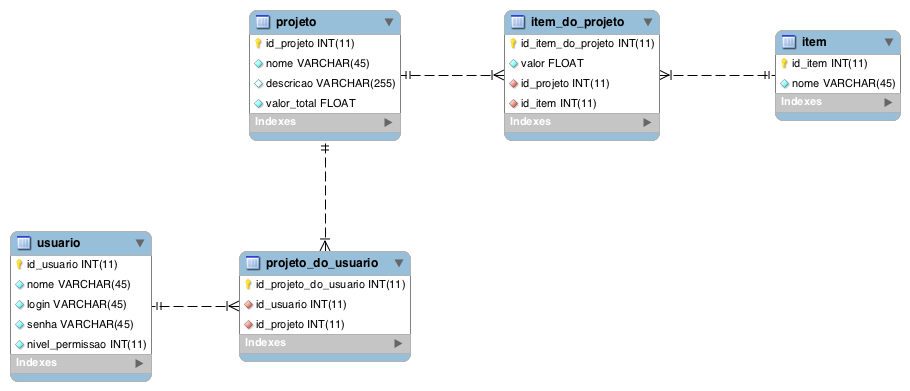 projeto
id_projeto INT(11)
nome VARCHAR(45)
descricao VARCHAR(255)
valor_total FLOAT
Indexes
item_do_projeto
id_item_do_projeto INT(11)
valor FLOAT
id_projeto INT(11)
id_item INT(11)
Indexes
item
id_item INT(11)
nome VARCHAR(45)
Indexes
usuario
id_usuario INT(11)
nome VARCHAR(45)
login VARCHAR(45)
senha VARCHAR(45)
nivel_permissao INT(11)
Indexes
projeto_do_usuario
id_projeto_do_usuario INT(11)
id_usuario INT(11)
id_projeto INT(11)
Indexes